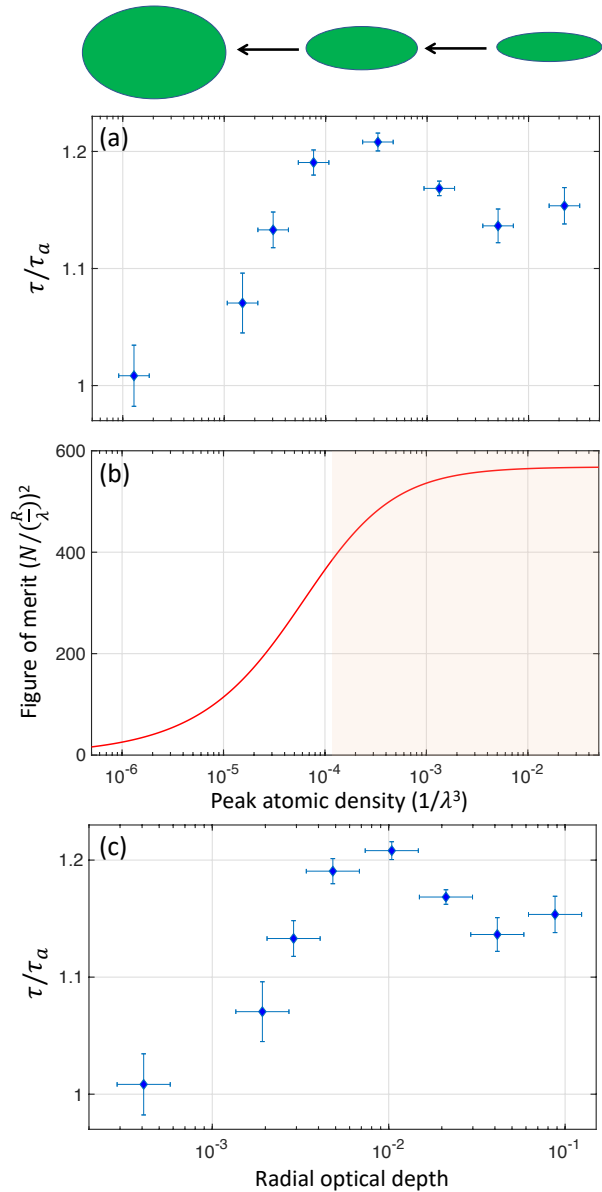 (a)
1.2
1.1
1
τ/τₐ
(b)
600
400
200
0
Figure of merit (N/(R/λ))²
10⁻⁶ 10⁻⁵ 10⁻⁴ 10⁻³ 10⁻²
Peak atomic density (1/λ³)
(c)
1.2
1.1
1
τ/τₐ
10⁻³ 10⁻² 10⁻¹
Radial optical depth